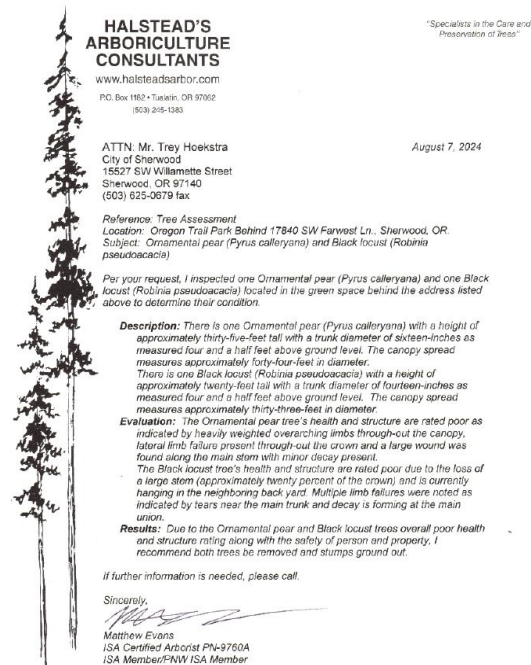 HALSTEAD'S
ARBORICULTURE
CONSULTANTS
"Specialists in the Care and
Preservation of Trees"
www.halsteadsarbor.com
P.O. Box 1182 • Tualatin, OR 97062
(503) 245-1383
ATTN: Mr. Trey Hoekstra
August 7, 2024
City of Sherwood
15527 SW Willamette Street
Sherwood, OR 97140
(503) 625-0679 fax
Reference: Tree Assessment
Location: Oregon Trail Park Behind 17840 SW Farwest Ln., Sherwood, OR.
Subject: Ornamental pear (Pyrus calleryana) and Black locust (Robinia
pseudoacacia)
Per your request, I inspected one Ornamental pear (Pyrus calleryana) and one Black
locust (Robinia pseudoacacia) located in the green space behind the address listed
above to determine their condition.
Description: There is one Ornamental pear (Pyrus calleryana) with a height of
approximately thirty-five-feet tall with a trunk diameter of sixteen-inches as
measured four and a half feet above ground level. The canopy spread
measures approximately forty-four-feet in diameter.
There is one Black locust (Robinia pseudoacacia) with a height of
approximately twenty-feet tall with a trunk diameter of fourteen-inches as
measured four and a half feet above ground level. The canopy spread
measures approximately thirty-three-feet in diameter.
Evaluation: The Ornamental pear tree's health and structure are rated poor as
indicated by heavily weighted overarching limbs through-out the canopy,
lateral limb failure present through-out the crown and a large wound was
found along the main stem with minor decay present.
The Black locust tree's health and structure are rated poor due to the loss of
a large stem (approximately twenty percent of the crown) and is currently
hanging in the neighboring back yard. Multiple limb failures were noted as
indicated by tears near the main trunk and decay is forming at the main
union.
Results: Due to the Ornamental pear and Black locust trees overall poor health
and structure rating along with the safety of person and property, I
recommend both trees be removed and stumps ground out.
If further information is needed, please call.
Sincerely,
Matthew Evans
ISA Certified Arborist PN-9760A
ISA Member/PNW ISA Member